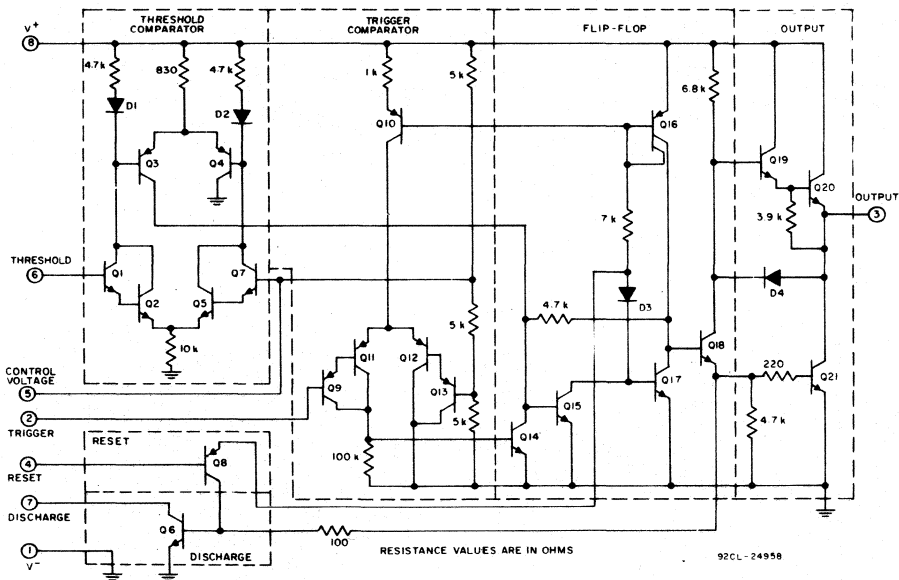 THRESHOLD
COMPARATOR
TRIGGER
COMPARATOR
FLIP-FLOP
OUTPUT
V+
8
4.7k
830
4.7k
1k
5k
6.8k
D1
D2
Q10
Q16
Q3
Q4
Q19
Q20
OUTPUT
3
7k
3.9k
THRESHOLD
6
Q1
Q2
Q5
Q7
D4
5k
4.7k
D3
10k
Q11
Q12
Q18
CONTROL
VOLTAGE
5
Q9
Q13
Q15
Q17
220
Q21
2
TRIGGER
5k
Q14
4.7k
RESET
100k
4
RESET
Q8
7
DISCHARGE
Q6
100
RESISTANCE VALUES ARE IN OHMS
DISCHARGE
1
V-
92CL-24958